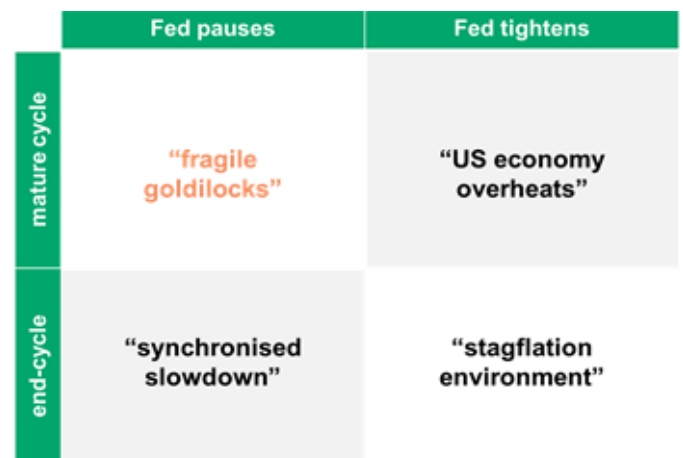 Fed pauses
Fed tightens
mature cycle
“fragile
goldilocks”
“US economy
overheats”
end-cycle
“synchronised
slowdown”
“stagflation
environment”